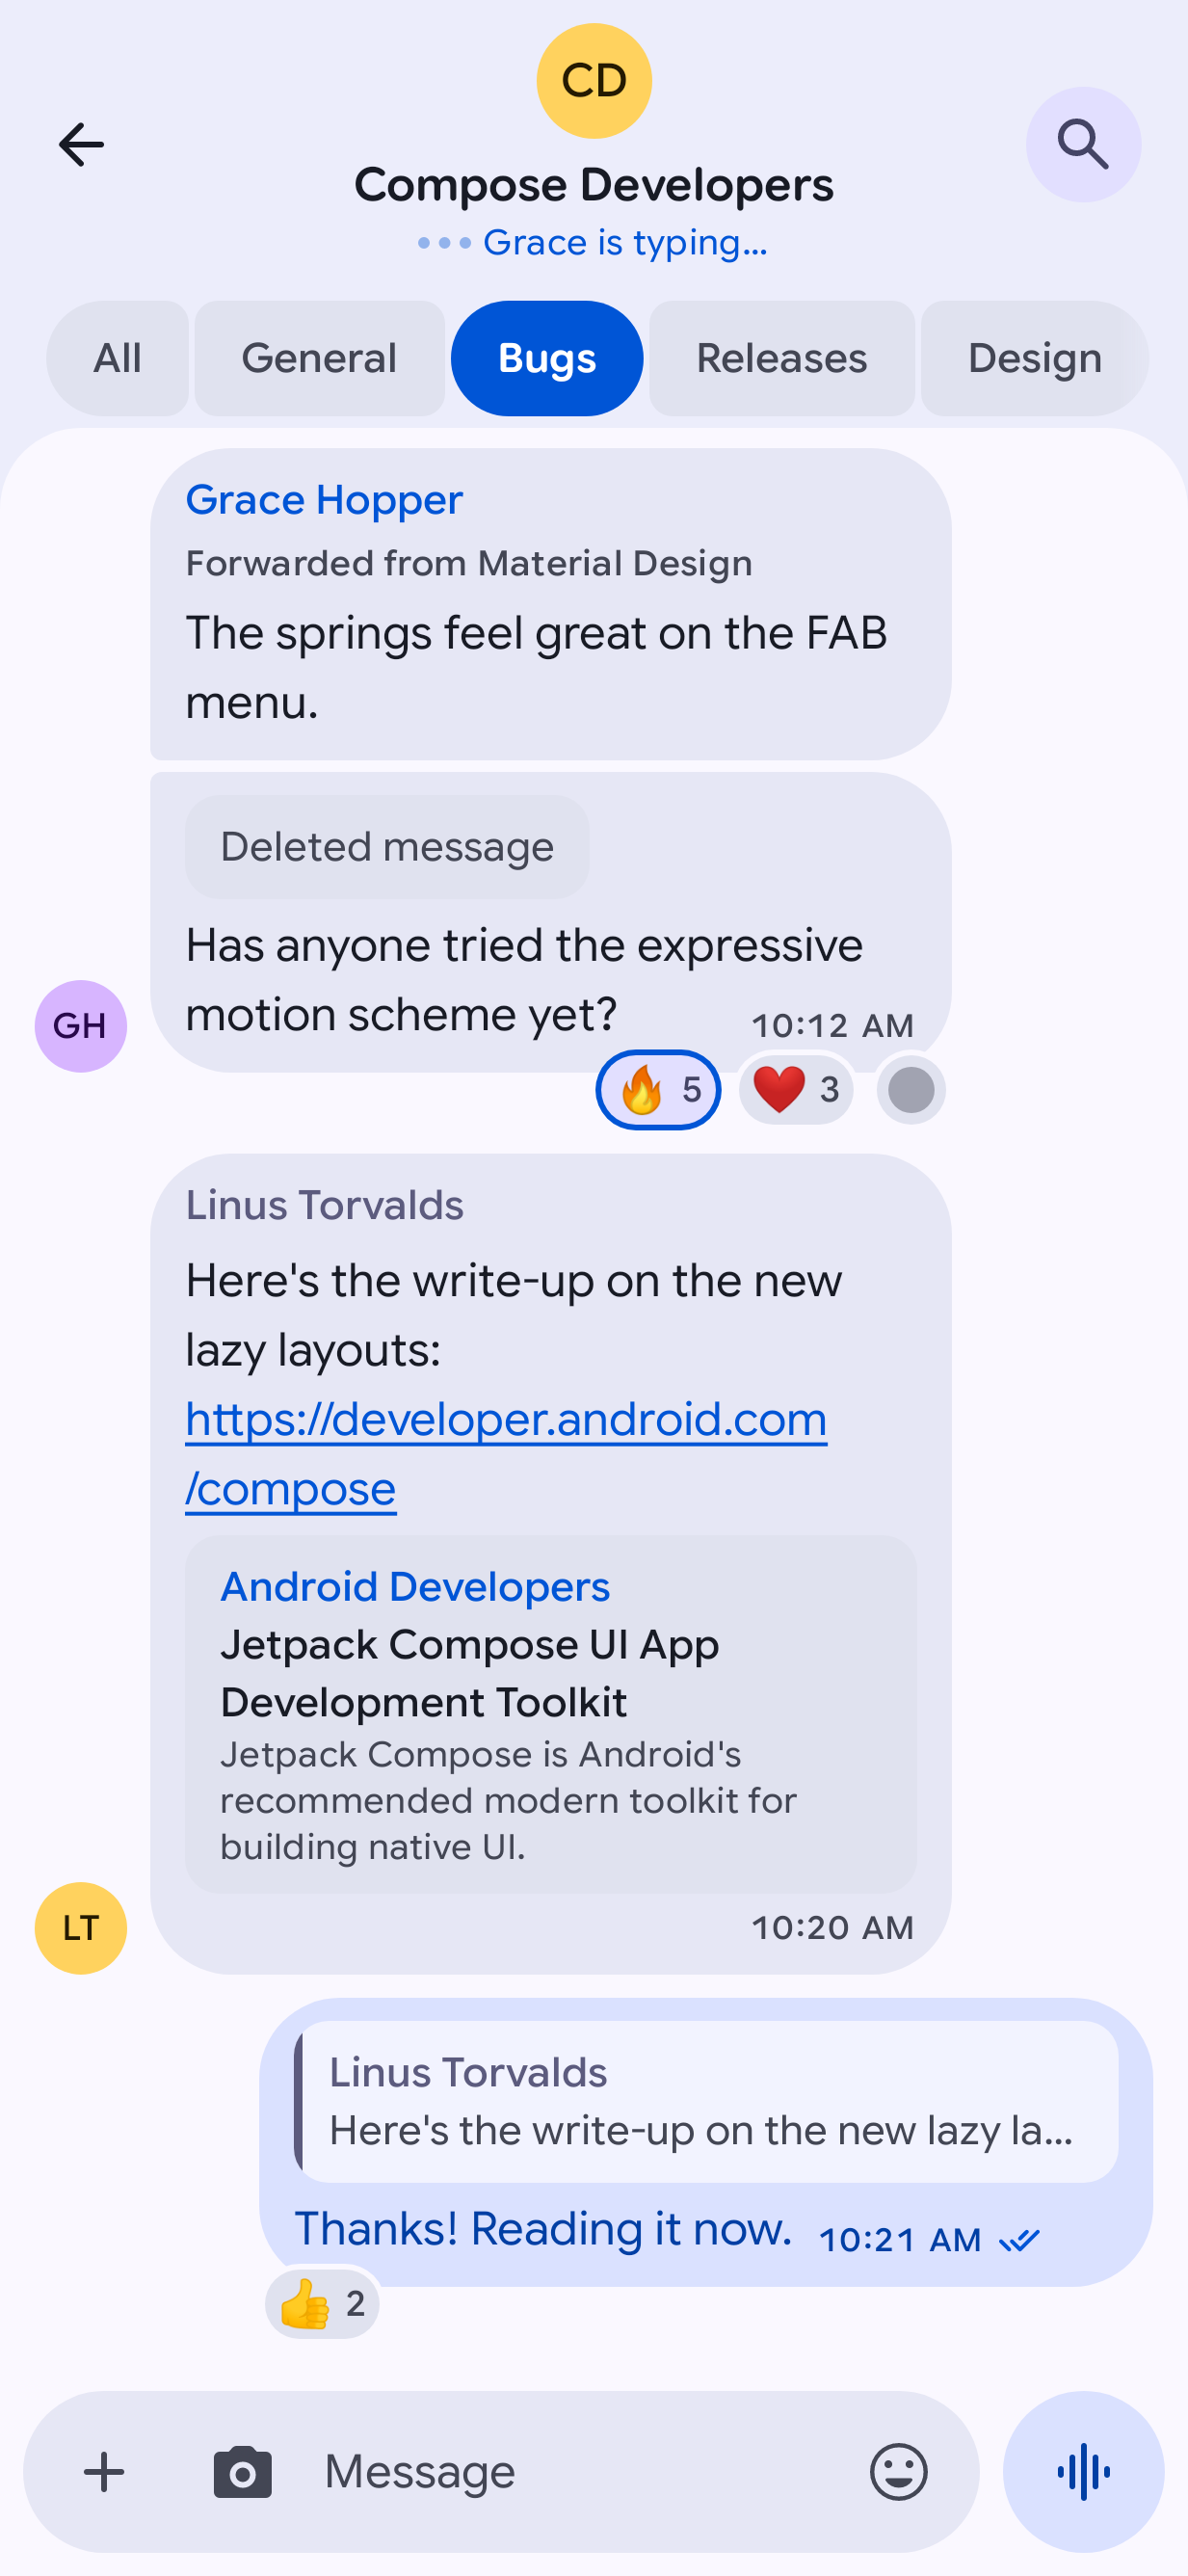 CD
Compose Developers
Grace is typing...
All
General
Bugs
Releases
Design
Grace Hopper
Forwarded from Material Design
The springs feel great on the FAB
menu.
Deleted message
Has anyone tried the expressive
motion scheme yet?
10:12 AM
GH
5
3
Linus Torvalds
Here's the write-up on the new
lazy layouts:
https://developer.android.com
/compose
Android Developers
Jetpack Compose UI App
Development Toolkit
Jetpack Compose is Android's
recommended modern toolkit for
building native UI.
10:20 AM
LT
Linus Torvalds
Here's the write-up on the new lazy la...
Thanks! Reading it now.
10:21 AM
2
Message